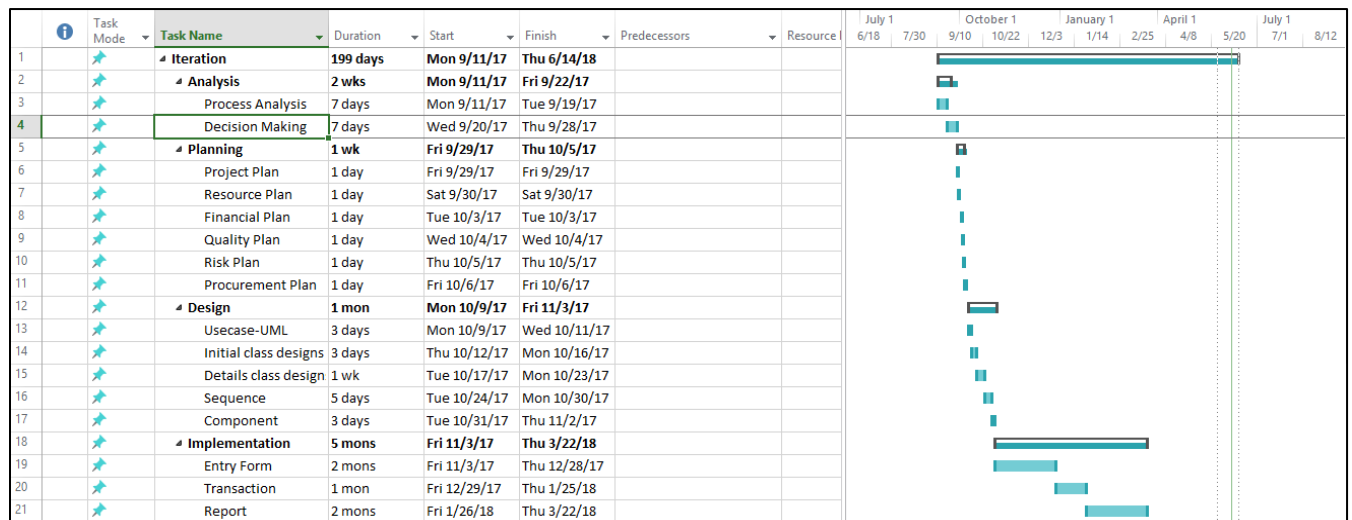 Task Mode Task Name Duration Start Finish Predecessors Resource July 1 October 1 January 1 April 1 July 1
6/18 7/30 9/10 10/22 12/3 1/14 2/25 4/8 5/20 7/1 8/12
1 Iteration 199 days Mon 9/11/17 Thu 6/14/18
2 Analysis 2 wks Mon 9/11/17 Fri 9/22/17
3 Process Analysis 7 days Mon 9/11/17 Tue 9/19/17
4 Decision Making 7 days Wed 9/20/17 Thu 9/28/17
5 Planning 1 wk Fri 9/29/17 Thu 10/5/17
6 Project Plan 1 day Fri 9/29/17 Fri 9/29/17
7 Resource Plan 1 day Sat 9/30/17 Sat 9/30/17
8 Financial Plan 1 day Tue 10/3/17 Tue 10/3/17
9 Quality Plan 1 day Wed 10/4/17 Wed 10/4/17
10 Risk Plan 1 day Thu 10/5/17 Thu 10/5/17
11 Procurement Plan 1 day Fri 10/6/17 Fri 10/6/17
12 Design 1 mon Mon 10/9/17 Fri 11/3/17
13 Usecase-UML 3 days Mon 10/9/17 Wed 10/11/17
14 Initial class designs 3 days Thu 10/12/17 Mon 10/16/17
15 Details class design 1 wk Tue 10/17/17 Mon 10/23/17
16 Sequence 5 days Tue 10/24/17 Mon 10/30/17
17 Component 3 days Tue 10/31/17 Thu 11/2/17
18 Implementation 5 mons Fri 11/3/17 Thu 3/22/18
19 Entry Form 2 mons Fri 11/3/17 Thu 12/28/17
20 Transaction 1 mon Fri 12/29/17 Thu 1/25/18
21 Report 2 mons Fri 1/26/18 Thu 3/22/18